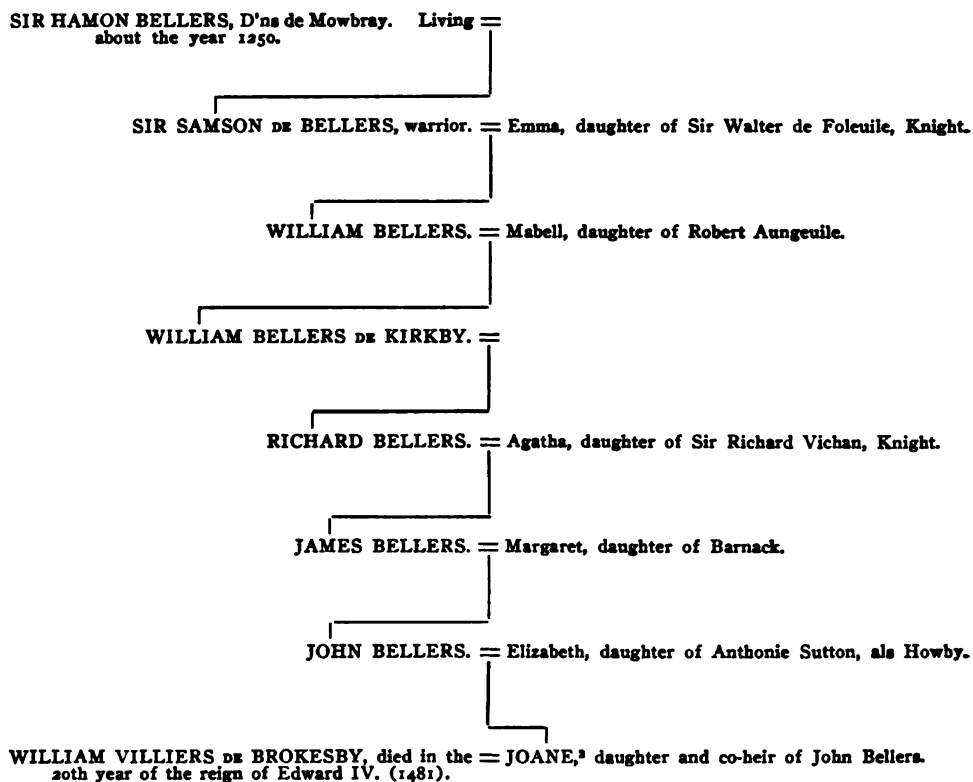 SIR HAMON BELLERS, D'ns de Mowbray. Living =
about the year 1250.
SIR SAMSON DE BELLERS, warrior. = Emma, daughter of Sir Walter de Foleuile, Knight.
WILLIAM BELLERS. = Mabell, daughter of Robert Aungeuile.
WILLIAM BELLERS DE KIRKBY. =
RICHARD BELLERS. = Agatha, daughter of Sir Richard Vichan, Knight.
JAMES BELLERS. = Margaret, daughter of Barnack.
JOHN BELLERS. = Elizabeth, daughter of Anthonie Sutton, als Howby.
WILLIAM VILLIERS DE BROKESBY, died in the = JOANE,² daughter and co-heir of John Bellers.
20th year of the reign of Edward IV. (1481).